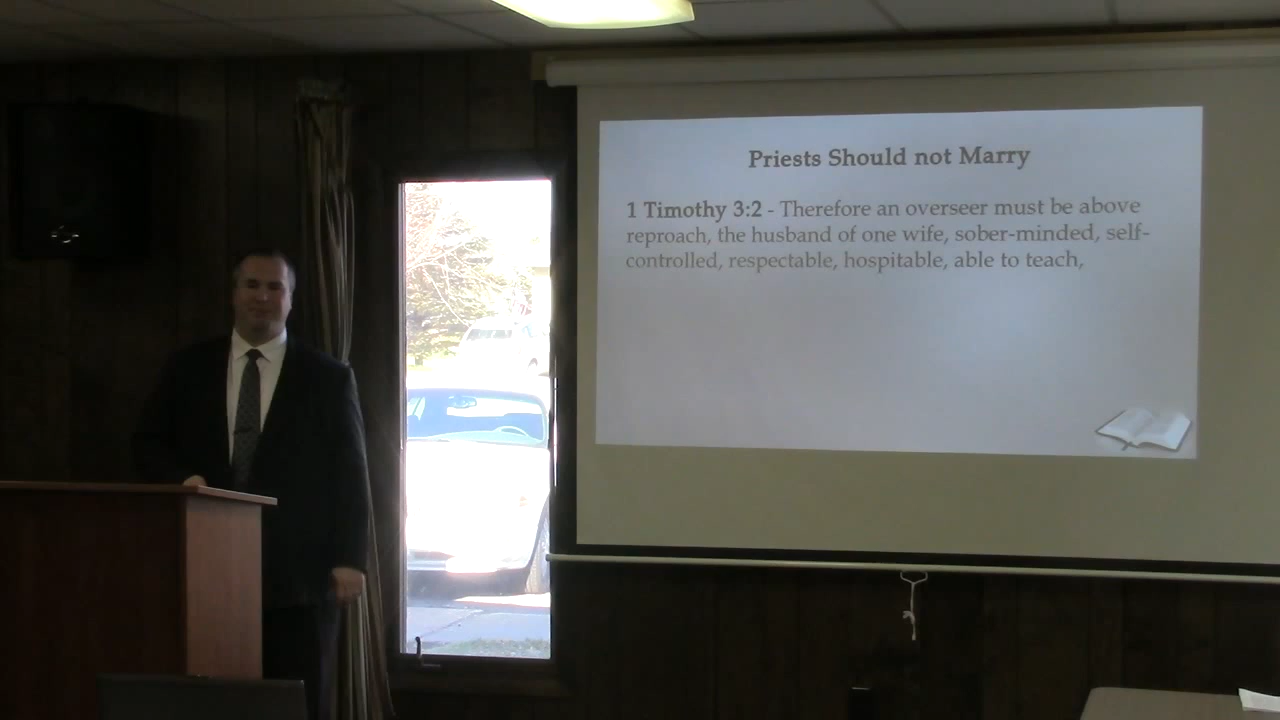 Priests Should not Marry
1 Timothy 3:2 - Therefore an overseer must be above
reproach, the husband of one wife, sober-minded, self-
controlled, respectable, hospitable, able to teach,